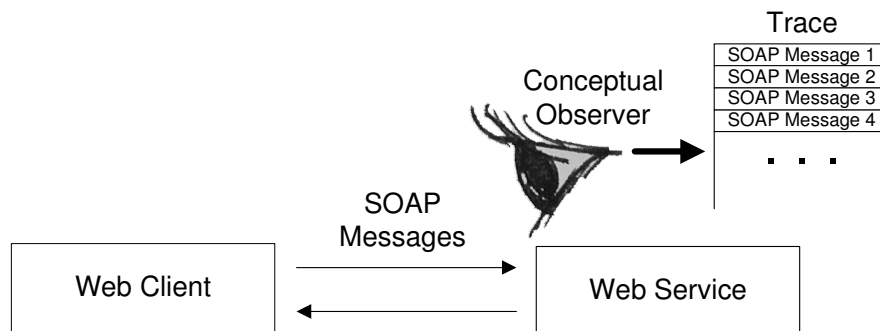 Trace
SOAP Message 1
SOAP Message 2
SOAP Message 3
SOAP Message 4
. . .
Conceptual
Observer
SOAP
Messages
Web Client
Web Service